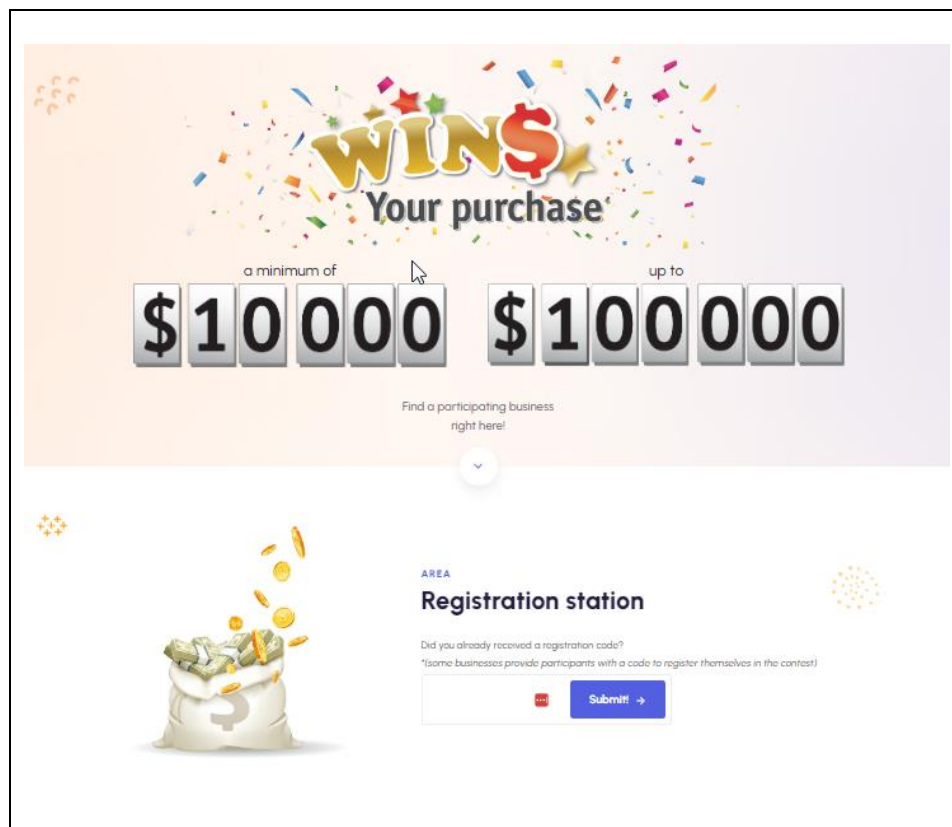 WIN$
Your purchase
a minimum of
$10 000
up to
$100 000
Find a participating business
right here!
AREA
Registration station
Did you already received a registration code?
*(some businesses provide participants with a code to register themselves in the contest)
$
Submit! →